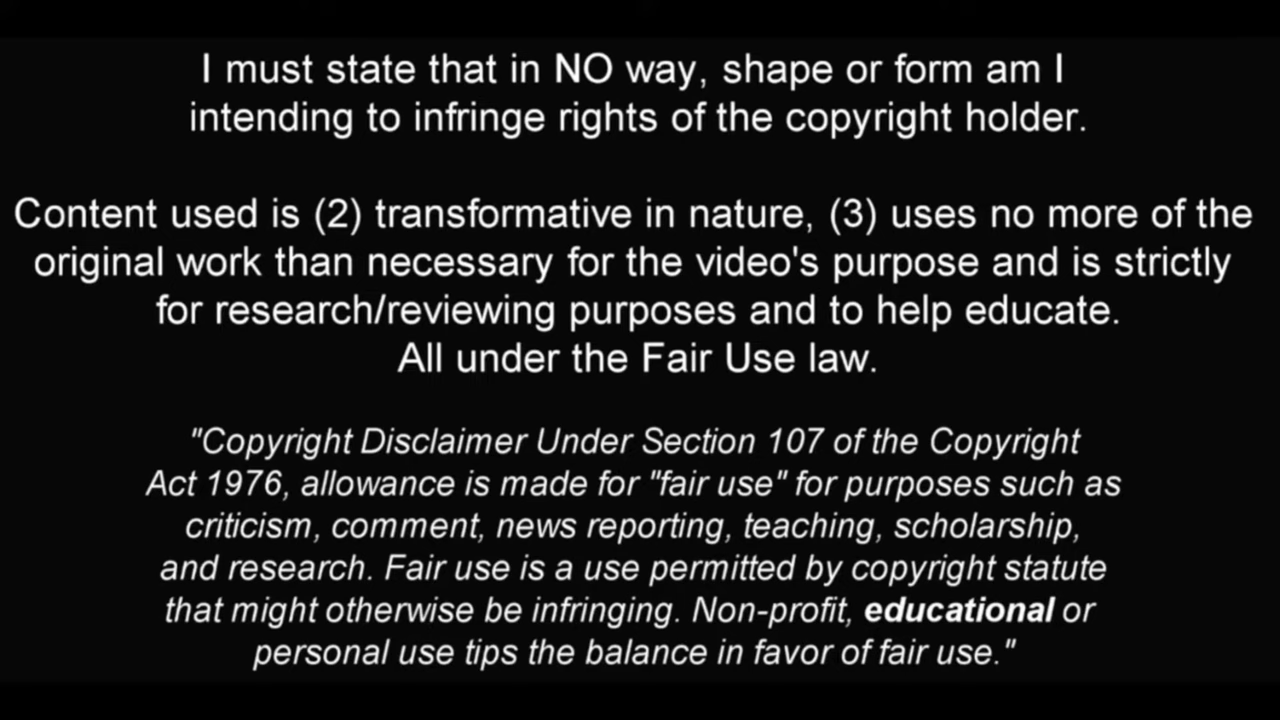 I must state that in NO way, shape or form am I
intending to infringe rights of the copyright holder.
Content used is (2) transformative in nature, (3) uses no more of the
original work than necessary for the video's purpose and is strictly
for research/reviewing purposes and to help educate.
All under the Fair Use law.
"Copyright Disclaimer Under Section 107 of the Copyright
Act 1976, allowance is made for "fair use" for purposes such as
criticism, comment, news reporting, teaching, scholarship,
and research. Fair use is a use permitted by copyright statute
that might otherwise be infringing. Non-profit, educational or
personal use tips the balance in favor of fair use."